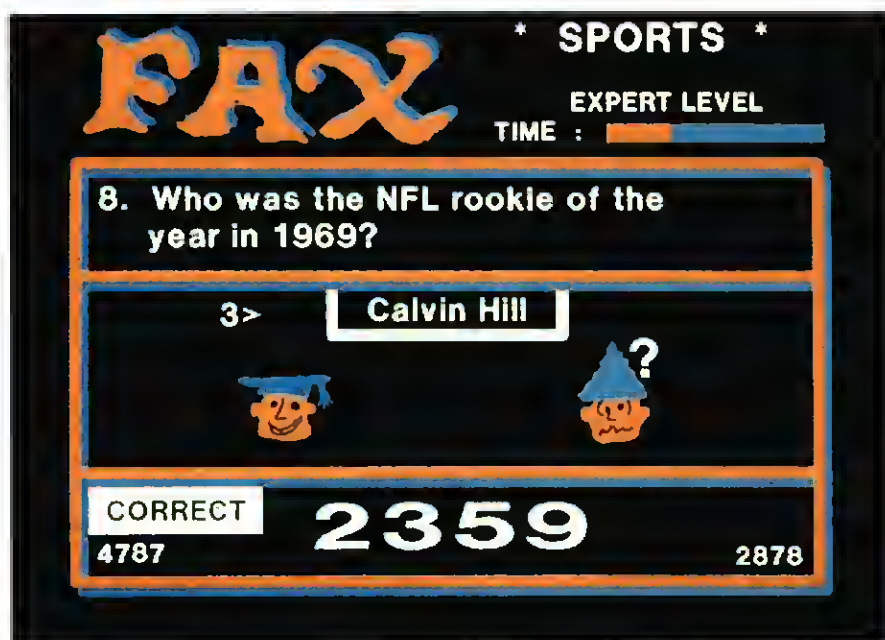 FAX
* SPORTS *
EXPERT LEVEL
TIME :
8. Who was the NFL rookie of the
year in 1969?
3> Calvin Hill
?
CORRECT
2359
4787
2878